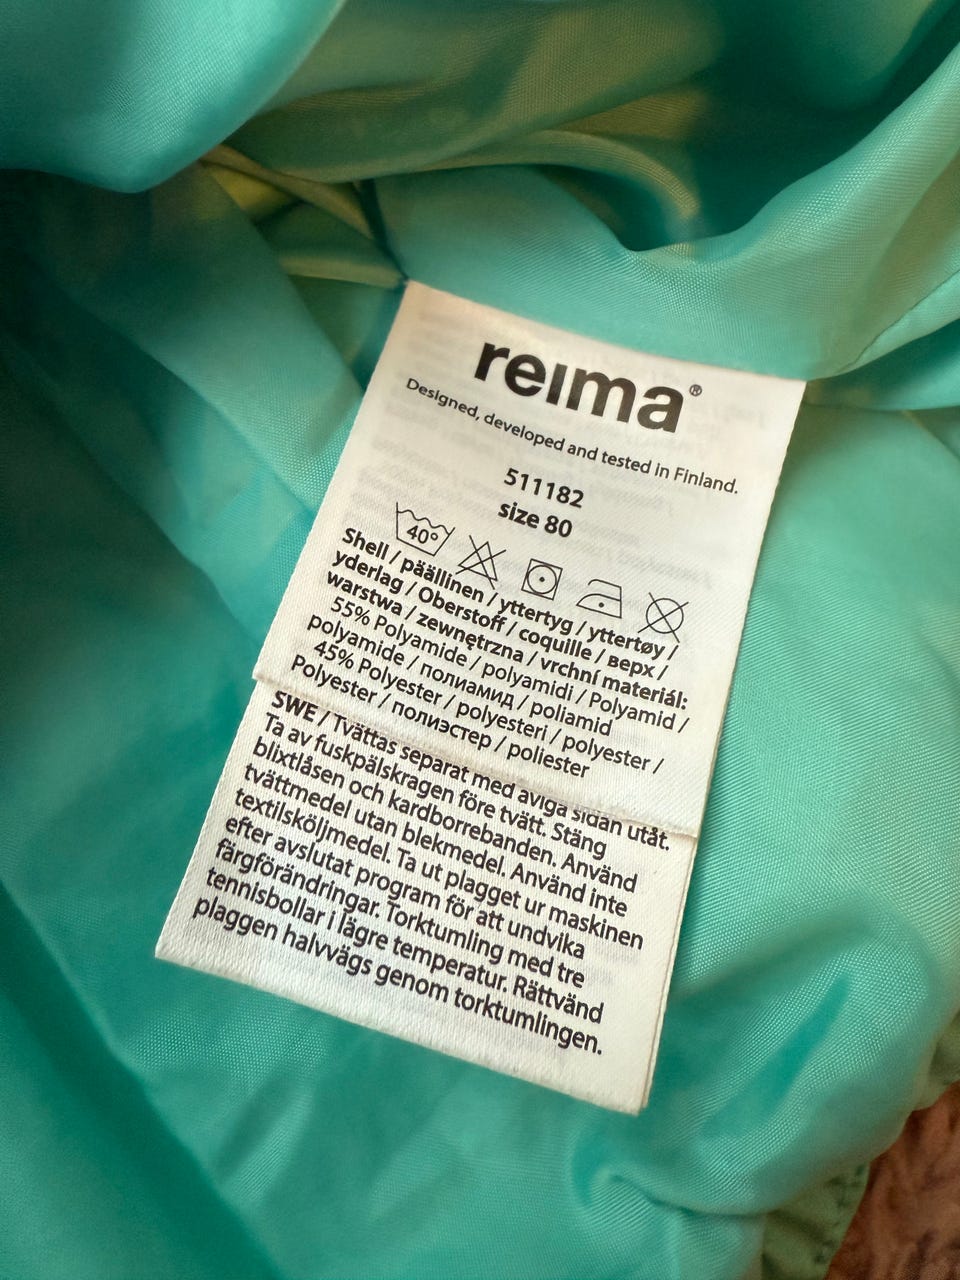 reima®
Designed, developed and tested in Finland.
511182
size 80
40°
Shell / päällinen / yttertyg / yttertøy /
yderlag / Oberstoff / coquille / верх /
warstwa / zewnętrzna / vrchní materiál:
55% Polyamide / polyamidi / Polyamid /
polyamide / полиамид / poliamid
45% Polyester / polyesteri / polyester /
Polyester / полиэстер / poliester
SWE / Tvättas separat med aviga sidan utåt.
Ta av fuskpälskragen före tvätt. Stäng
blixtlåsen och kardborrebanden. Använd
tvättmedel utan blekmedel. Använd inte
textilsköljmedel. Ta ut plagget ur maskinen
efter avslutat program för att undvika
färgförändringar. Torktumling med tre
tennisbollar i lägre temperatur. Rättvänd
plaggen halvvägs genom torktumlingen.